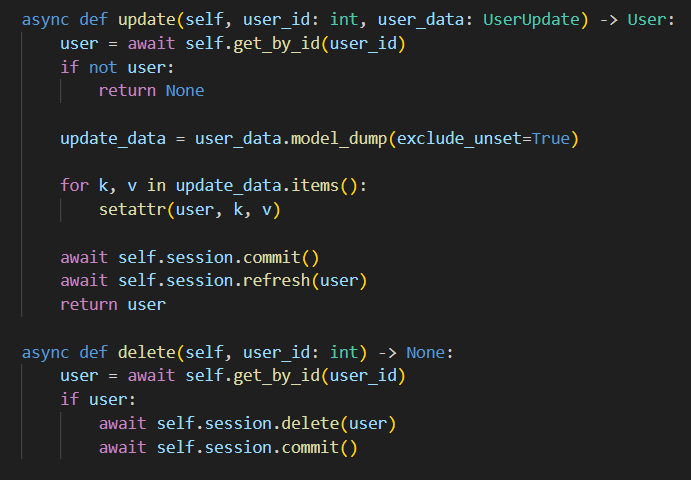 async def update(self, user_id: int, user_data: UserUpdate) -> User:
    user = await self.get_by_id(user_id)
    if not user:
        return None

    update_data = user_data.model_dump(exclude_unset=True)

    for k, v in update_data.items():
        setattr(user, k, v)

    await self.session.commit()
    await self.session.refresh(user)
    return user

async def delete(self, user_id: int) -> None:
    user = await self.get_by_id(user_id)
    if user:
        await self.session.delete(user)
        await self.session.commit()